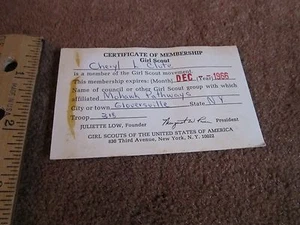 CERTIFICATE OF MEMBERSHIP
Girl Scout
Cheryl L
is a member of the Girl Scout movement
This membership expires: (Month) DEC. (Year) 1966
Name of council or other Girl Scout group with which
affiliated Mohawk Pathways
City or town Gloversville State N.Y
Troop 
JULIETTE LOW, Founder President
GIRL SCOUTS OF THE UNITED STATES OF AMERICA
830 Third Avenue, New York, N.Y. 10022